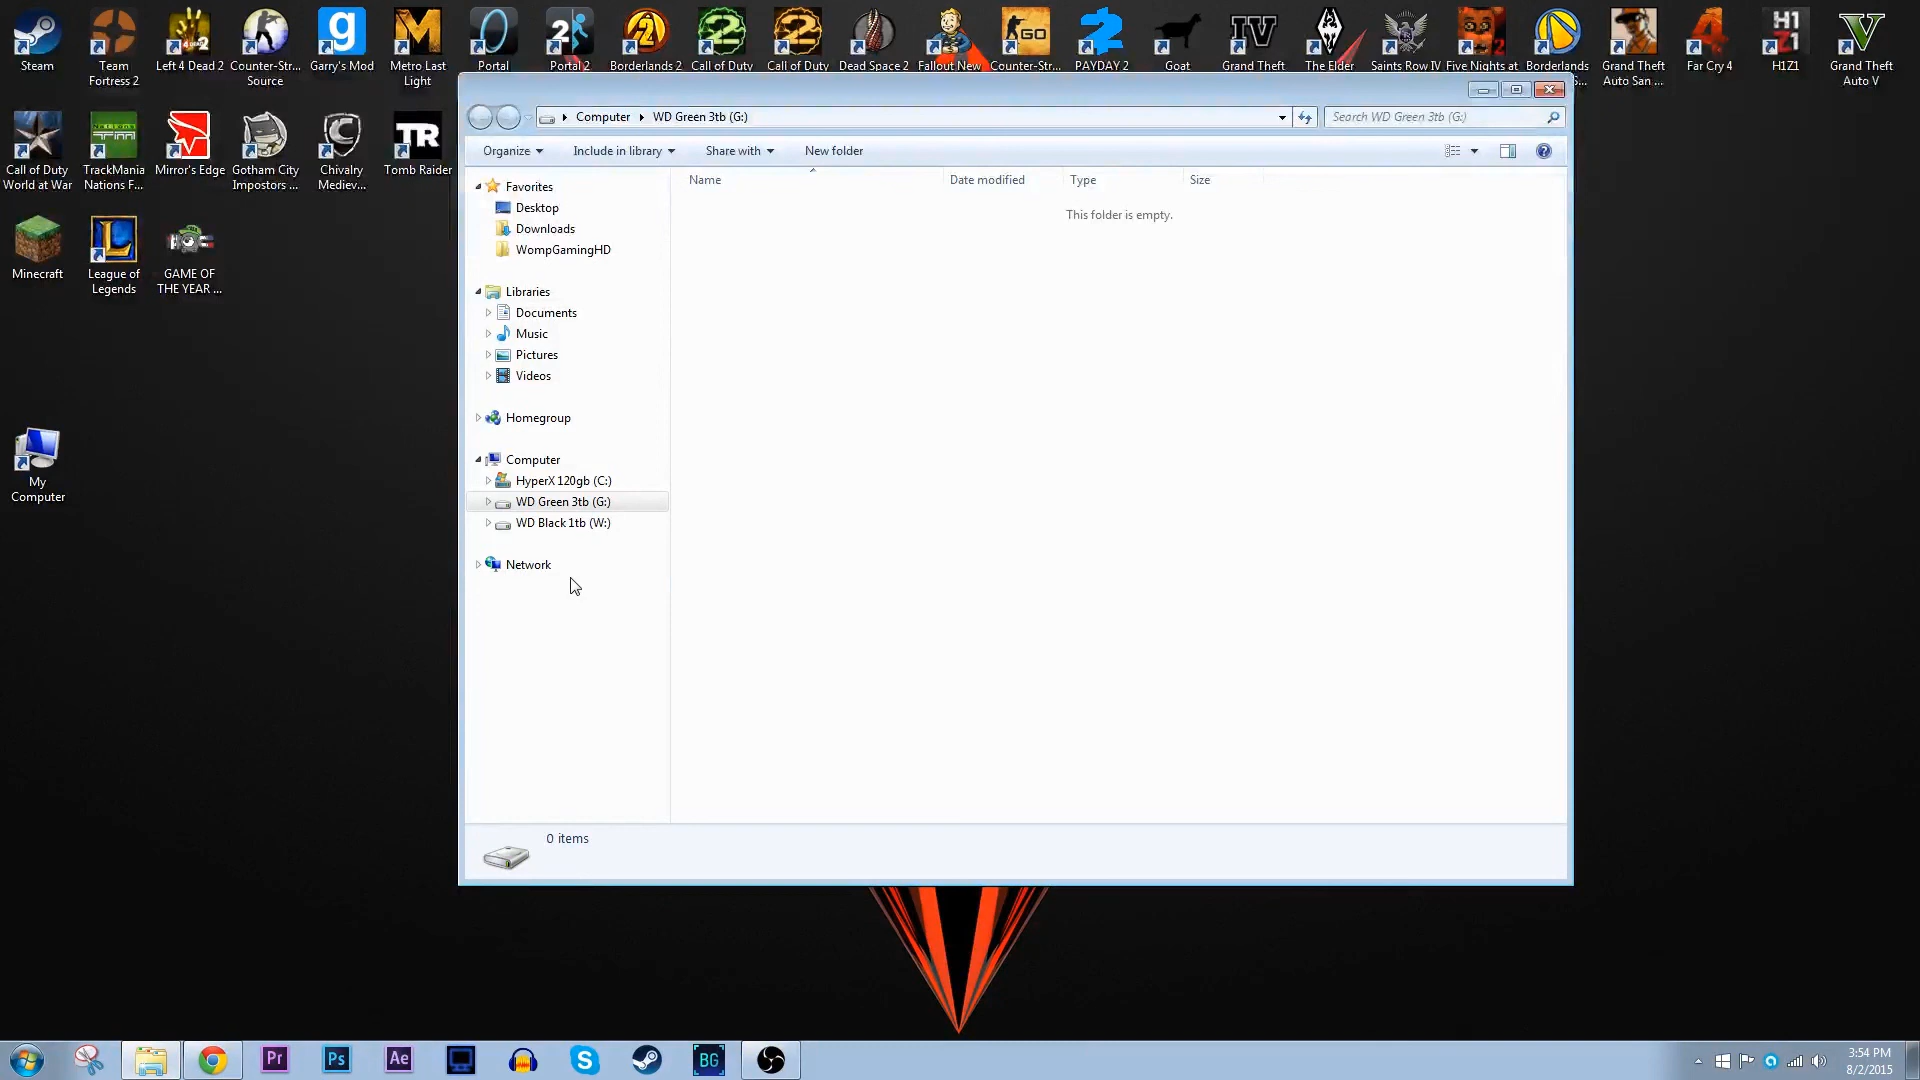 Steam
Team Fortress 2
Left 4 Dead 2
Counter-Str... Source
Garry's Mod
Metro Last Light
Portal
Portal 2
Borderlands 2
Call of Duty
Call of Duty
Dead Space 2
Fallout New
Counter-Str...
PAYDAY 2
Goat
Grand Theft
The Elder
Saints Row IV
Five Nights at
Borderlands
Grand Theft Auto San ...
Far Cry 4
H1Z1
Grand Theft Auto V
Call of Duty World at War
TrackMania Nations F...
Mirror's Edge
Gotham City Impostors ...
Chivalry Mediev...
Tomb Raider
Minecraft
League of Legends
GAME OF THE YEAR ...
My Computer
Computer
WD Green 3tb (G:)
Search WD Green 3tb (G:)
Organize
Include in library
Share with
New folder
Favorites
Desktop
Downloads
WompGamingHD
Libraries
Documents
Music
Pictures
Videos
Homegroup
Computer
HyperX 120gb (C:)
WD Green 3tb (G:)
WD Black 1tb (W:)
Network
Name
Date modified
Type
Size
This folder is empty.
0 items
Pr
Ps
Ae
BG
3:54 PM
8/2/2015